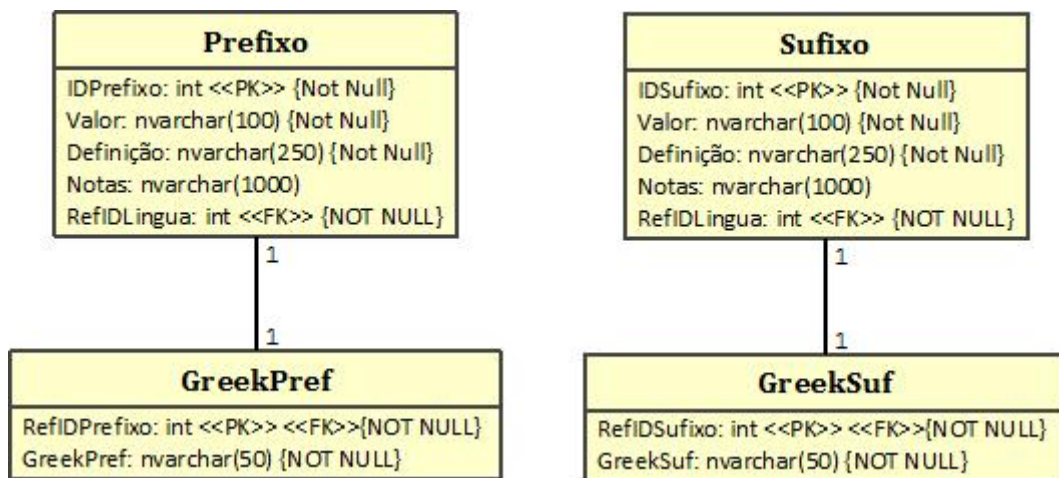 Prefixo
IDPrefixo: int <<PK>> {Not Null}
Valor: nvarchar(100) {Not Null}
Definição: nvarchar(250) {Not Null}
Notas: nvarchar(1000)
RefIDLingua: int <<FK>> {NOT NULL}
1
1
GreekPref
RefIDPrefixo: int <<PK>> <<FK>>{NOT NULL}
GreekPref: nvarchar(50) {NOT NULL}
Sufixo
IDSufixo: int <<PK>> {Not Null}
Valor: nvarchar(100) {Not Null}
Definição: nvarchar(250) {Not Null}
Notas: nvarchar(1000)
RefIDLingua: int <<FK>> {NOT NULL}
1
1
GreekSuf
RefIDSufixo: int <<PK>> <<FK>>{NOT NULL}
GreekSuf: nvarchar(50) {NOT NULL}